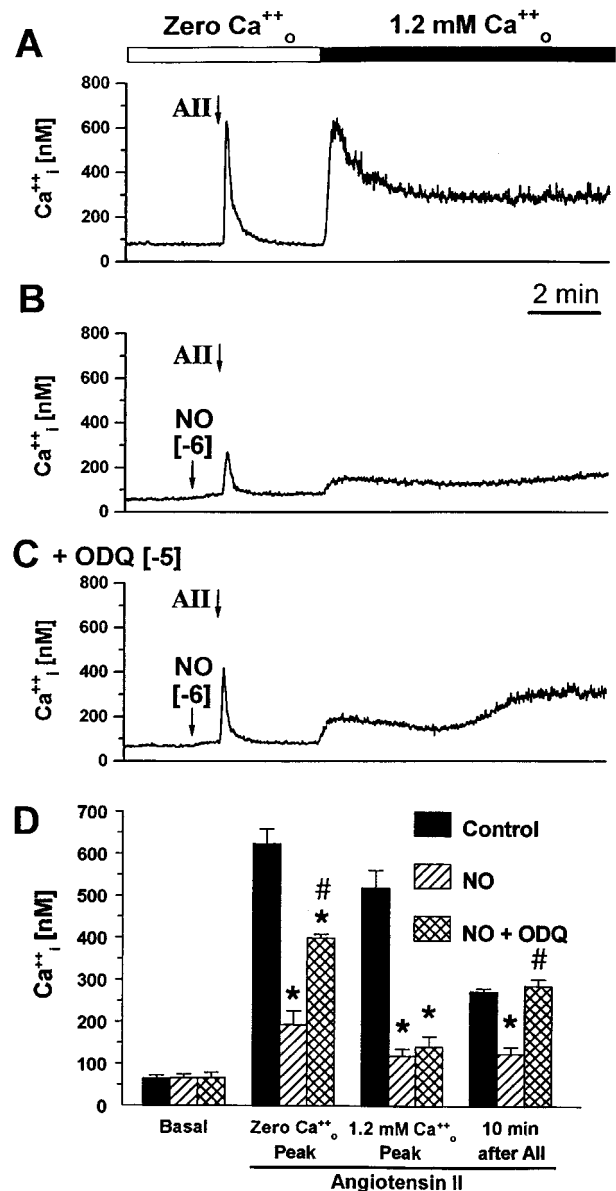 Zero Ca++o 1.2 mM Ca++o
A
800
600
400
200
0
Ca++i [nM]
AII
B
2 min
800
600
400
200
0
Ca++i [nM]
AII
NO
[-6]
C + ODQ [-5]
800
600
400
200
0
Ca++i [nM]
AII
NO
[-6]
D
700
600
500
400
300
200
100
0
Ca++i [nM]
Control
NO
NO + ODQ
#
*
*
* *
*
#
Basal
Zero Ca++o
Peak
1.2 mM Ca++o
Peak
10 min
after AII
Angiotensin II